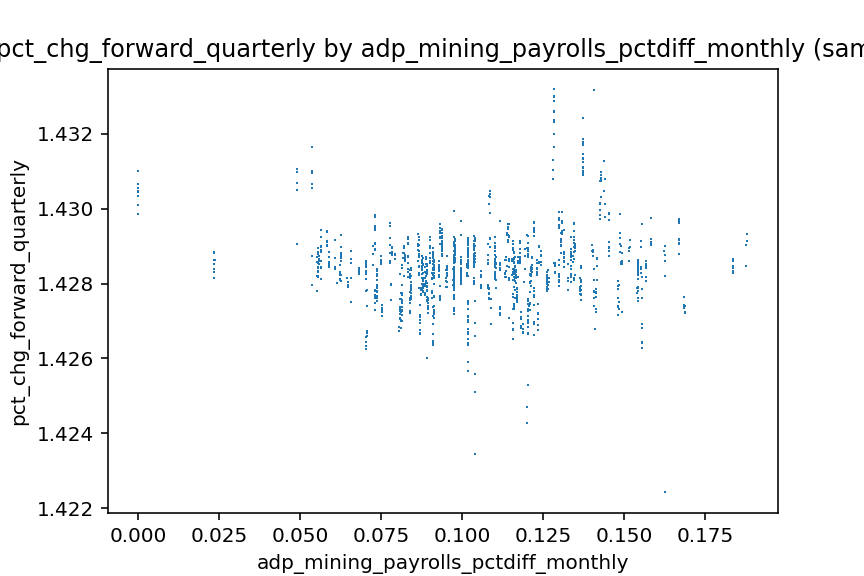 pct_chg_forward_quarterly by adp_mining_payrolls_pctdiff_monthly (sam
1.432
1.430
1.428
1.426
1.424
1.422
pct_chg_forward_quarterly
0.000 0.025 0.050 0.075 0.100 0.125 0.150 0.175
adp_mining_payrolls_pctdiff_monthly